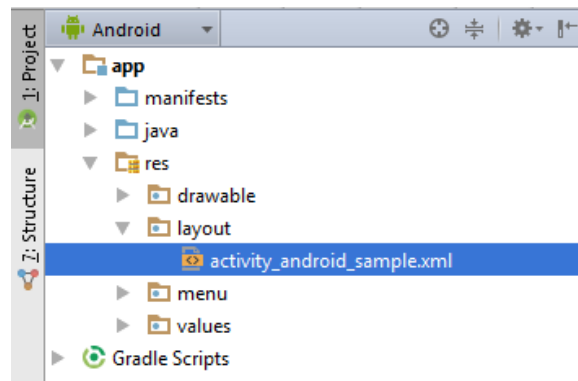 1: Project
7: Structure
Android
app
manifests
java
res
drawable
layout
activity_android_sample.xml
menu
values
Gradle Scripts